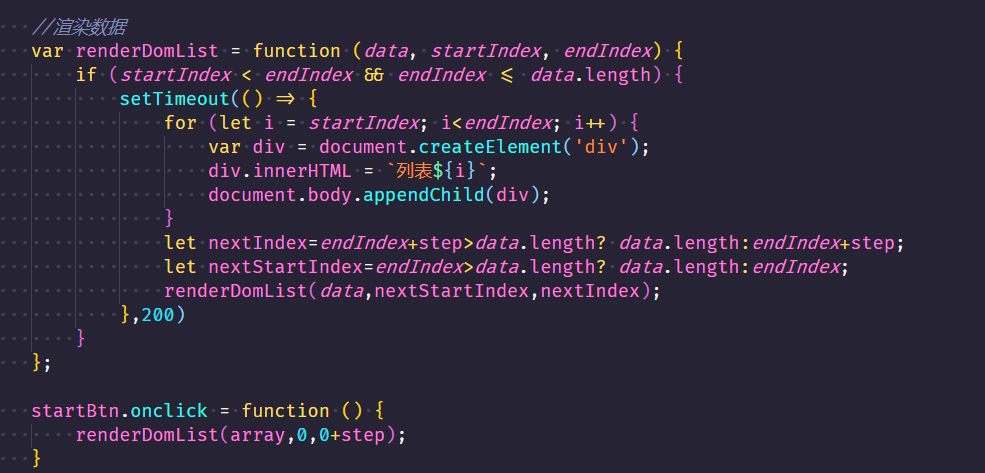 //渲染数据
var renderDomList = function (data, startIndex, endIndex) {
if (startIndex < endIndex && endIndex <= data.length) {
setTimeout(() => {
for (let i = startIndex; i<endIndex; i++) {
var div = document.createElement('div');
div.innerHTML = `列表${i}`;
document.body.appendChild(div);
}
let nextIndex=endIndex+step>data.length? data.length:endIndex+step;
let nextStartIndex=endIndex>data.length? data.length:endIndex;
renderDomList(data,nextStartIndex,nextIndex);
},200)
}
};
startBtn.onclick = function () {
renderDomList(array,0,0+step);
}